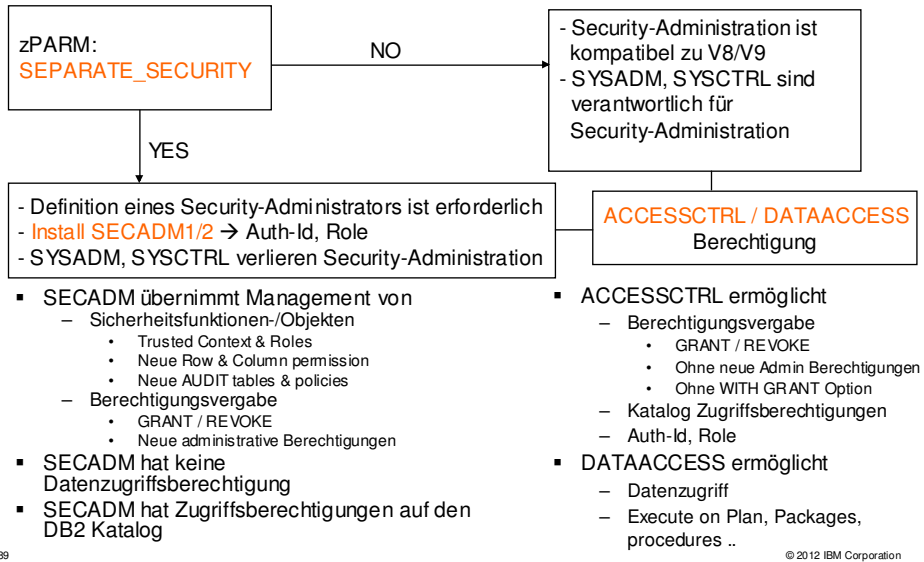 zPARM:
SEPARATE_SECURITY
NO
- Security-Administration ist
kompatibel zu V8/V9
- SYSADM, SYSCTRL sind
verantwortlich für
Security-Administration
YES
- Definition eines Security-Administrators ist erforderlich
- Install SECADM1/2 → Auth-Id, Role
- SYSADM, SYSCTRL verlieren Security-Administration
ACCESSCTRL / DATAACCESS
Berechtigung
▪ SECADM übernimmt Management von
– Sicherheitsfunktionen-/Objekten
• Trusted Context & Roles
• Neue Row & Column permission
• Neue AUDIT tables & policies
– Berechtigungsvergabe
• GRANT / REVOKE
• Neue administrative Berechtigungen
▪ SECADM hat keine
Datenzugriffsberechtigung
▪ SECADM hat Zugriffsberechtigungen auf den
DB2 Katalog
▪ ACCESSCTRL ermöglicht
– Berechtigungsvergabe
• GRANT / REVOKE
• Ohne neue Admin Berechtigungen
• Ohne WITH GRANT Option
– Katalog Zugriffsberechtigungen
– Auth-Id, Role
▪ DATAACCESS ermöglicht
– Datenzugriff
– Execute on Plan, Packages,
procedures ..
39
© 2012 IBM Corporation